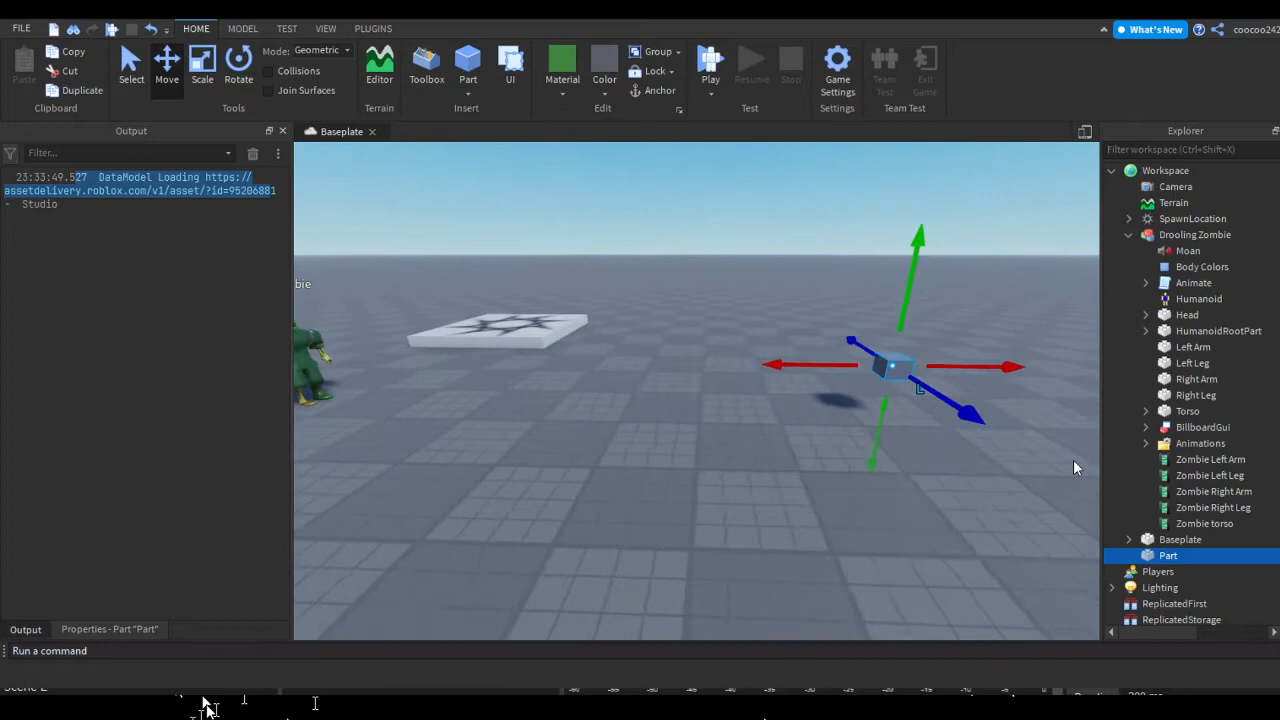 FILE HOME MODEL TEST VIEW PLUGINS What's New coocoo242
Paste Copy Cut Duplicate Clipboard
Select Move Scale Rotate Mode: Geometric Collisions Join Surfaces Tools
Editor Terrain
Toolbox Part UI Insert
Material Color Group Lock Anchor Edit
Play Resume Stop Test
Game Settings Settings
Team Test Exit Game Team Test
Output
Filter...
23:33:49.527 DataModel Loading https://
assetdelivery.roblox.com/v1/asset/?id=952068​81
- Studio
Output Properties - Part "Part"
Baseplate
bie
L
Explorer
Filter workspace (Ctrl+Shift+X)
Workspace
Camera
Terrain
SpawnLocation
Drooling Zombie
Moan
Body Colors
Animate
Humanoid
Head
HumanoidRootPart
Left Arm
Left Leg
Right Arm
Right Leg
Torso
BillboardGui
Animations
Zombie Left Arm
Zombie Left Leg
Zombie Right Arm
Zombie Right Leg
Zombie torso
Baseplate
Part
Players
Lighting
ReplicatedFirst
ReplicatedStorage
Run a command